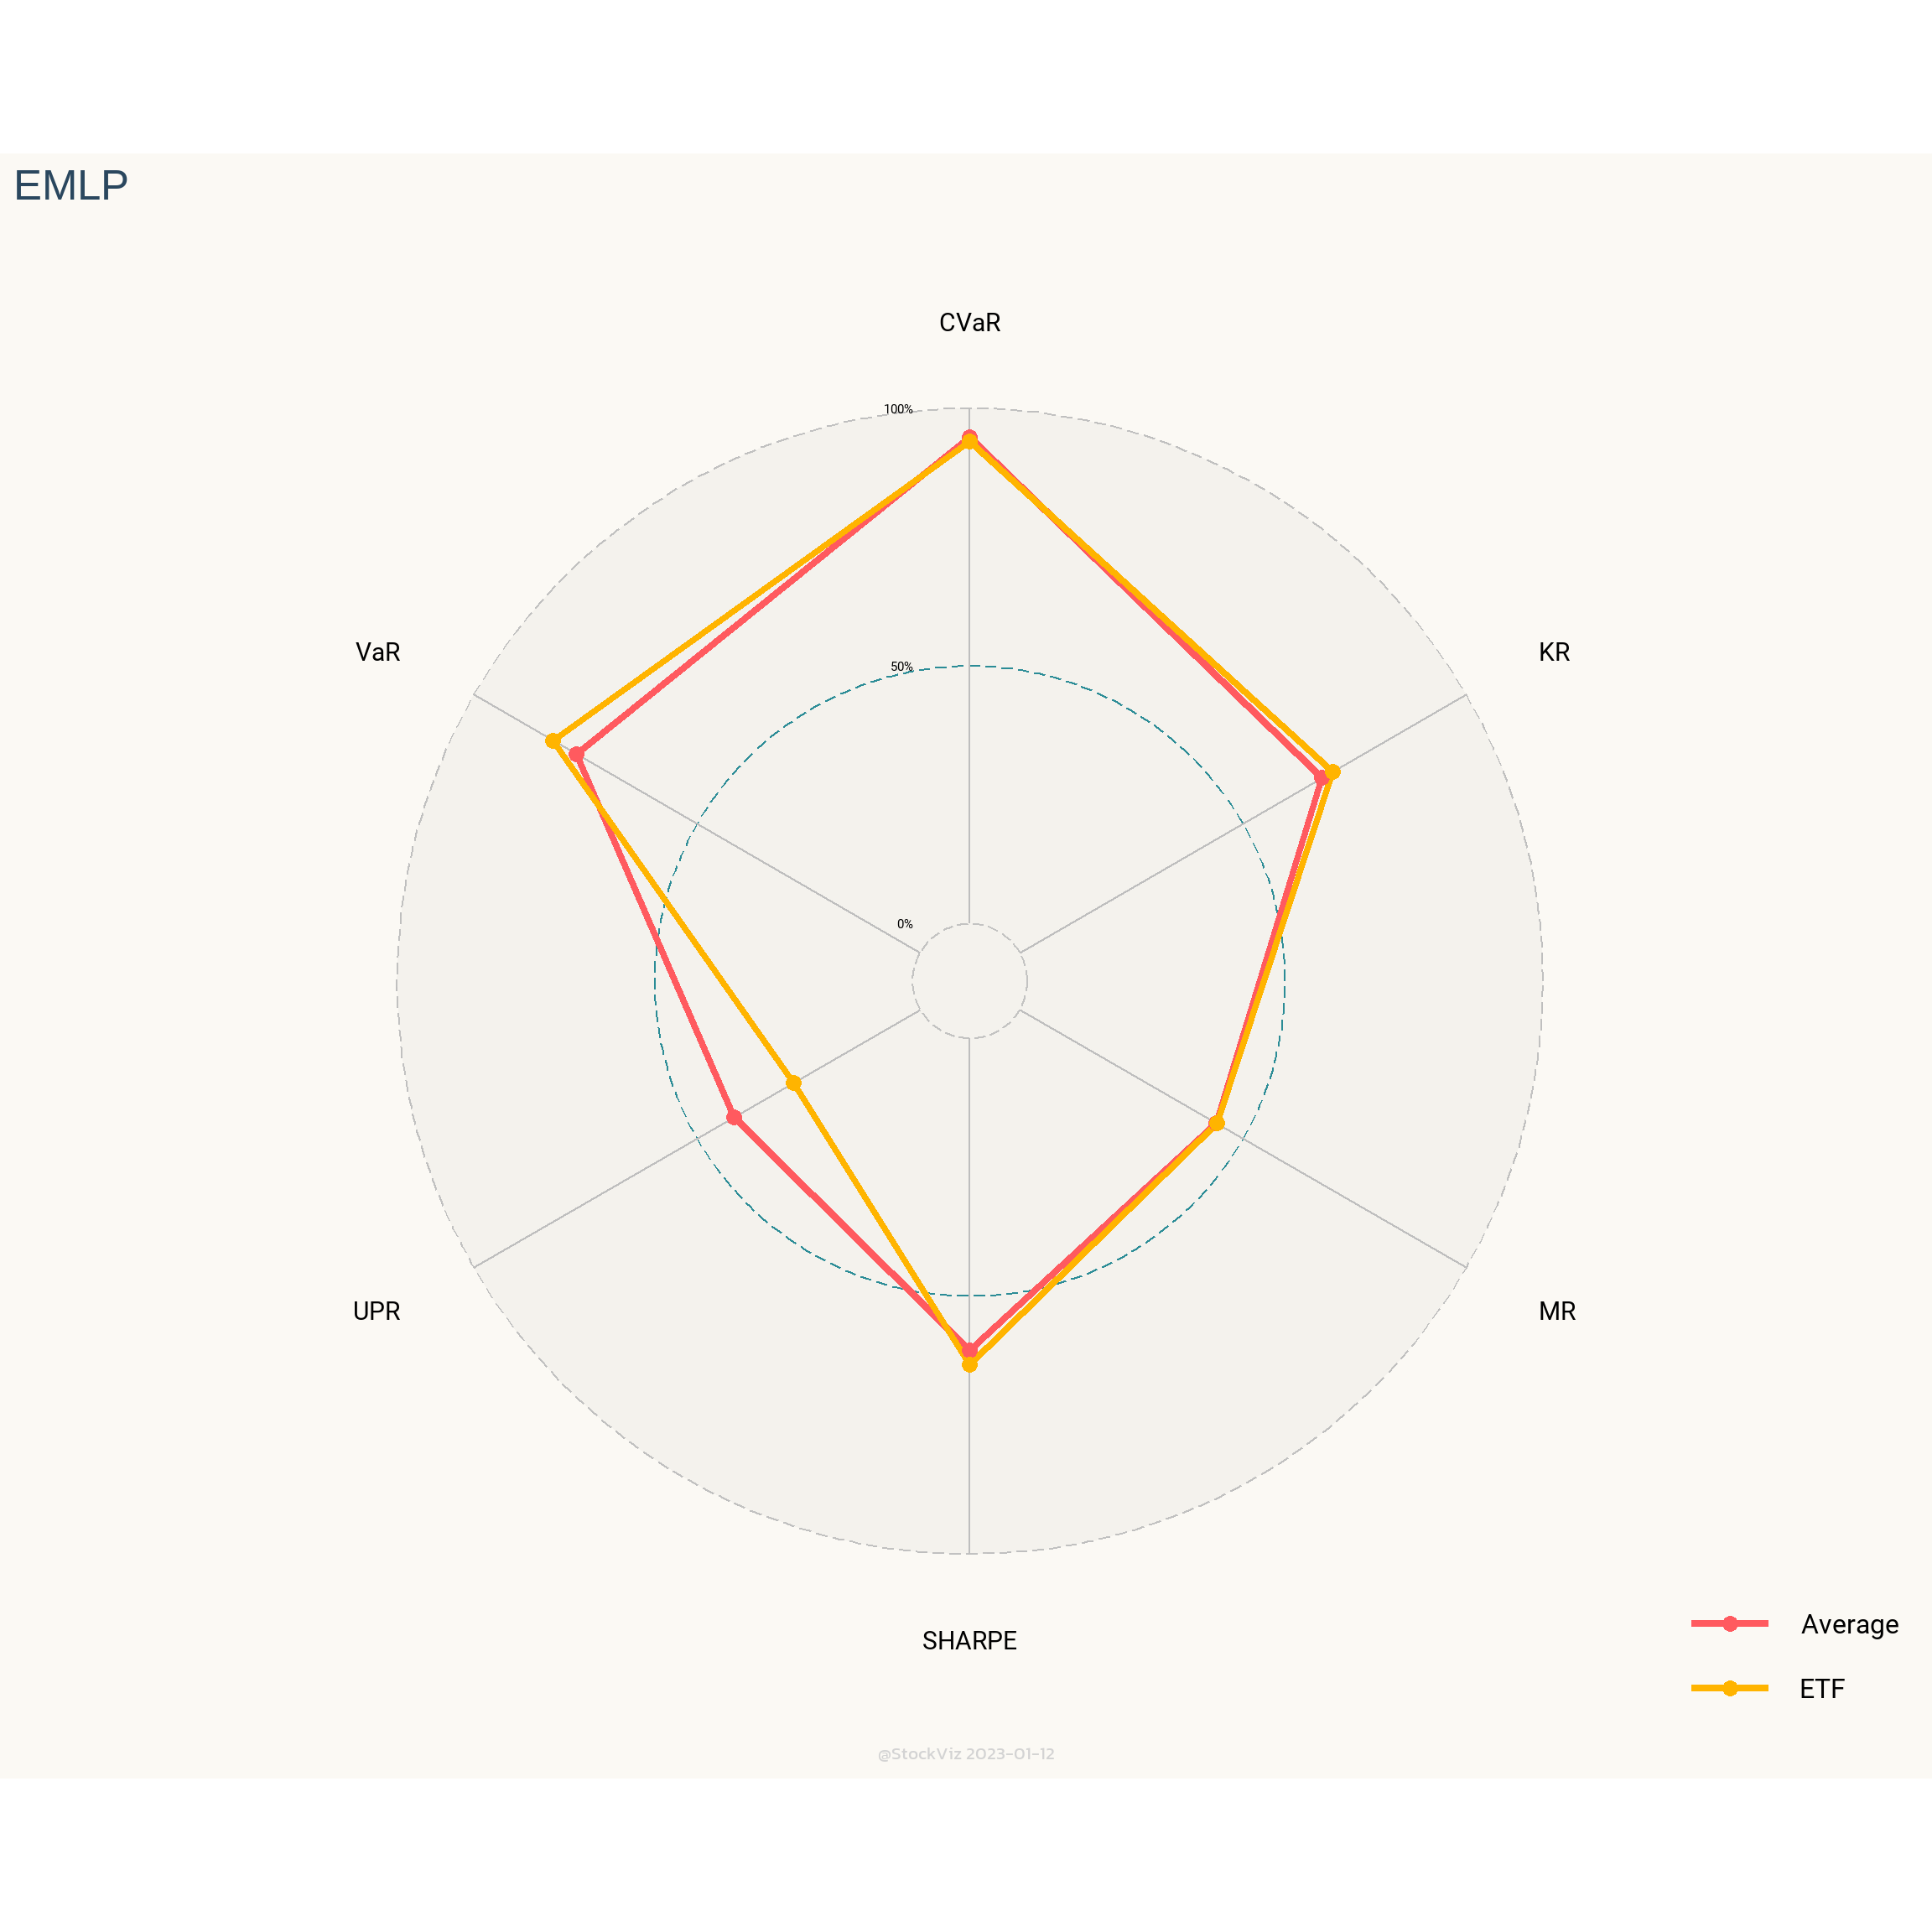 EMLP
CVaR
100%
KR
VaR
50%
0%
UPR
MR
SHARPE
Average
ETF
@StockViz 2023-01-12